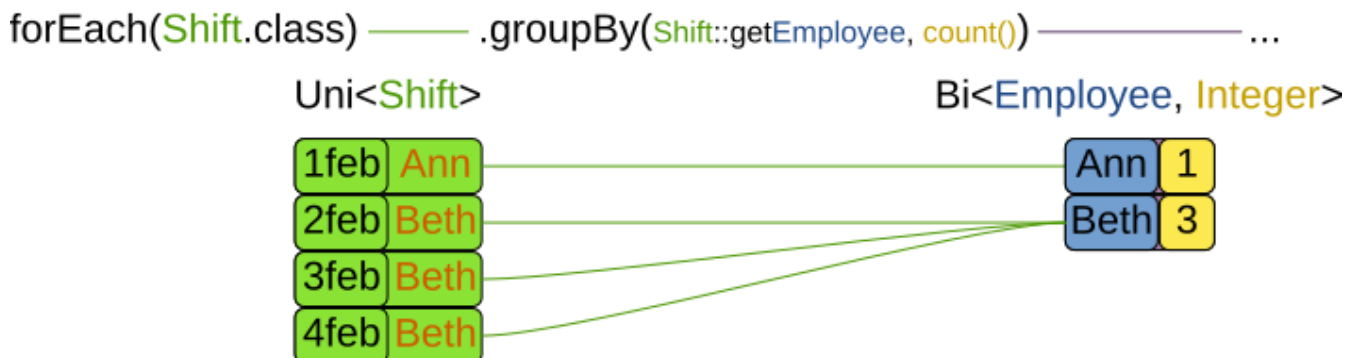 forEach(Shift.class) .groupBy(Shift::getEmployee, count()) ...
Uni<Shift> Bi<Employee, Integer>
1feb Ann Ann 1
2feb Beth Beth 3
3feb Beth
4feb Beth